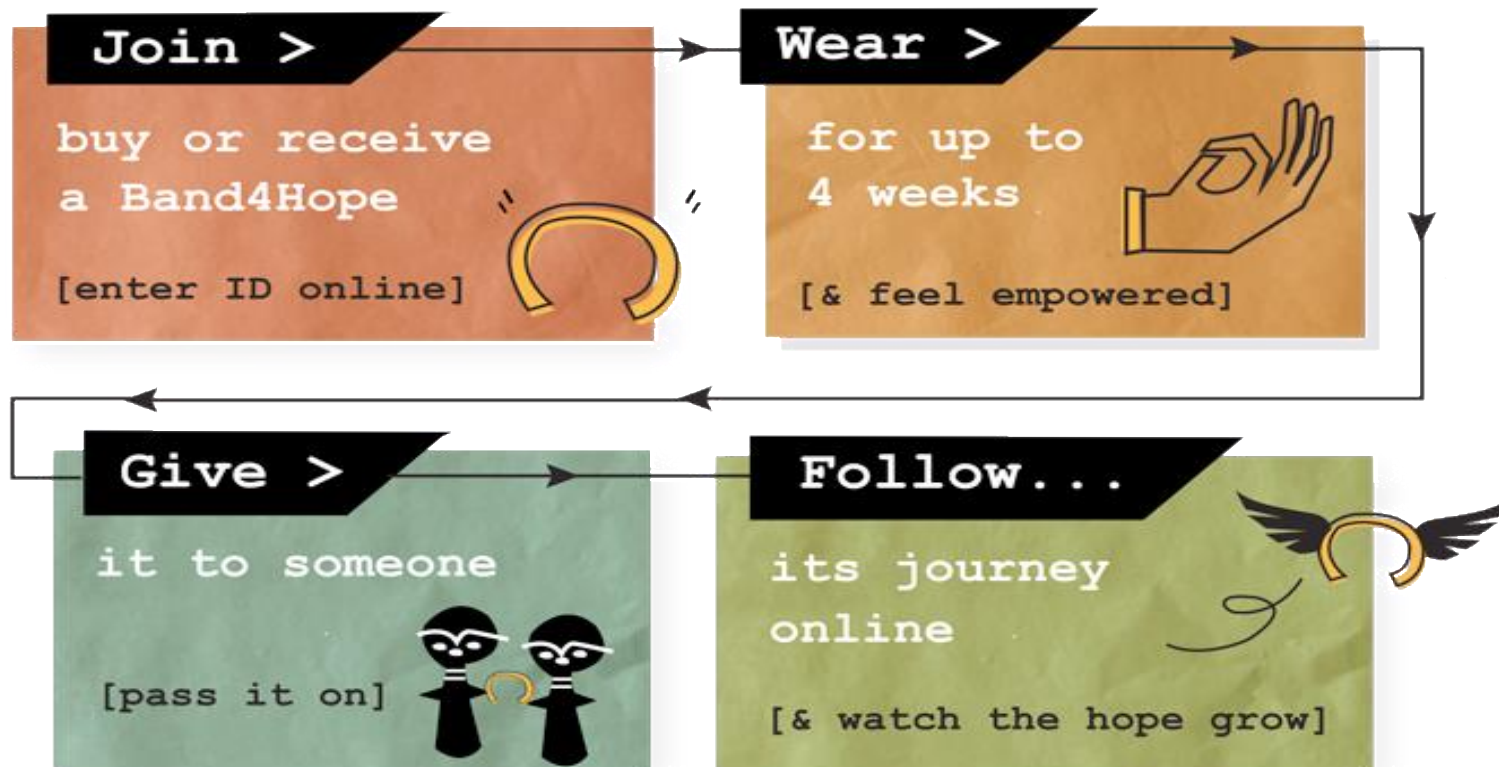 Join >
buy or receive
a Band4Hope
[enter ID online]
Wear >
for up to
4 weeks
[& feel empowered]
Give >
it to someone
[pass it on]
Follow...
its journey
online
[& watch the hope grow]